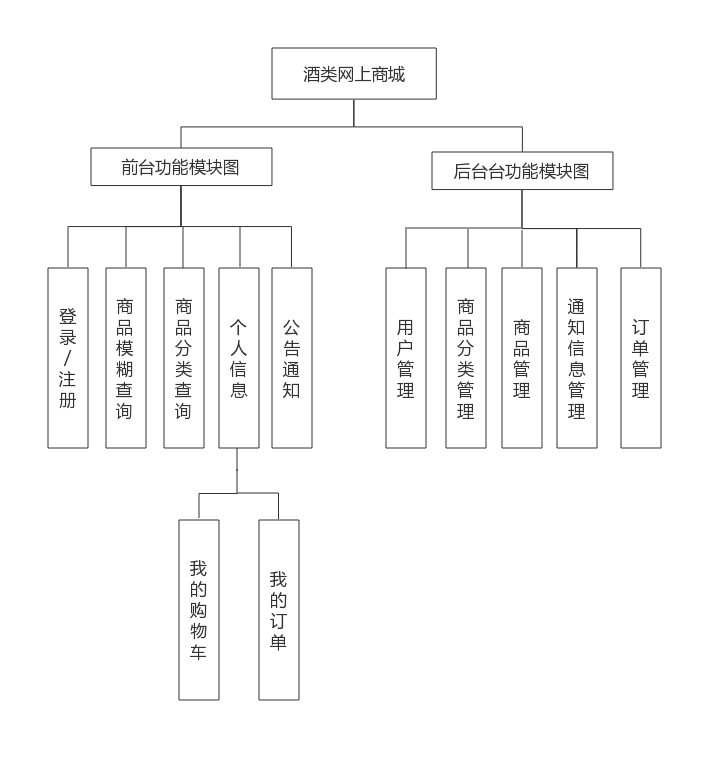 酒类网上商城
前台功能模块图
后台台功能模块图
登录/注册
商品模糊查询
商品分类查询
个人信息
公告通知
用户管理
商品分类管理
商品管理
通知信息管理
订单管理
我的购物车
我的订单